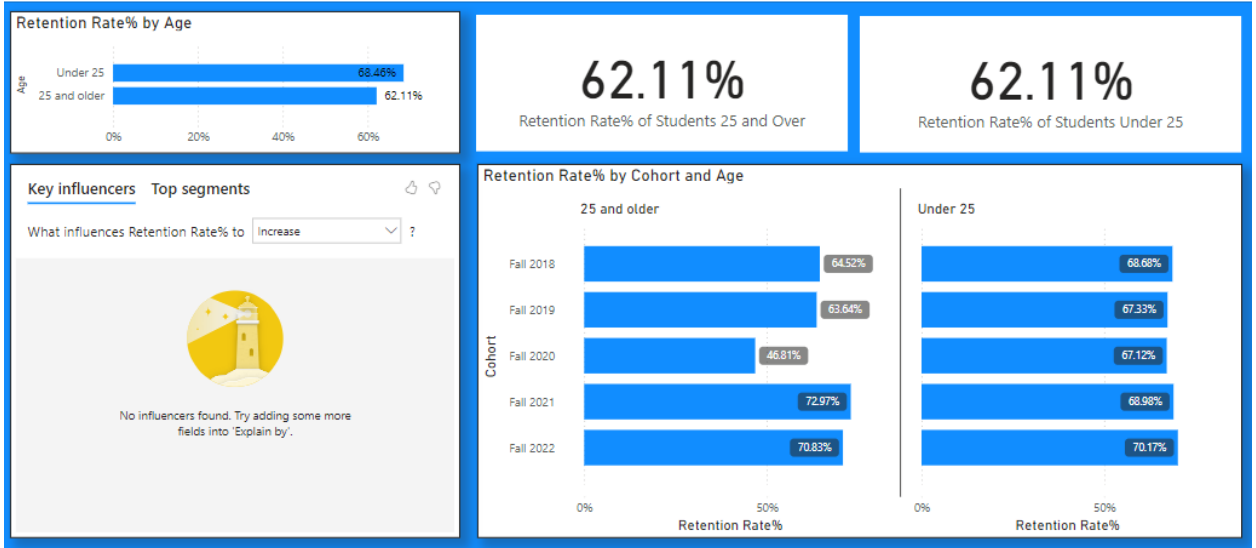 Retention Rate% by Age
Age
Under 25
68.46%
25 and older
62.11%
0%
20%
40%
60%
62.11%
Retention Rate% of Students 25 and Over
62.11%
Retention Rate% of Students Under 25
Key influencers Top segments
What influences Retention Rate% to Increase ?
No influencers found. Try adding some more
fields into 'Explain by'.
Retention Rate% by Cohort and Age
25 and older
Under 25
Cohort
Fall 2018
64.52%
68.68%
Fall 2019
63.64%
67.33%
Fall 2020
46.81%
67.12%
Fall 2021
72.97%
68.98%
Fall 2022
70.83%
70.17%
0%
50%
0%
50%
Retention Rate%
Retention Rate%